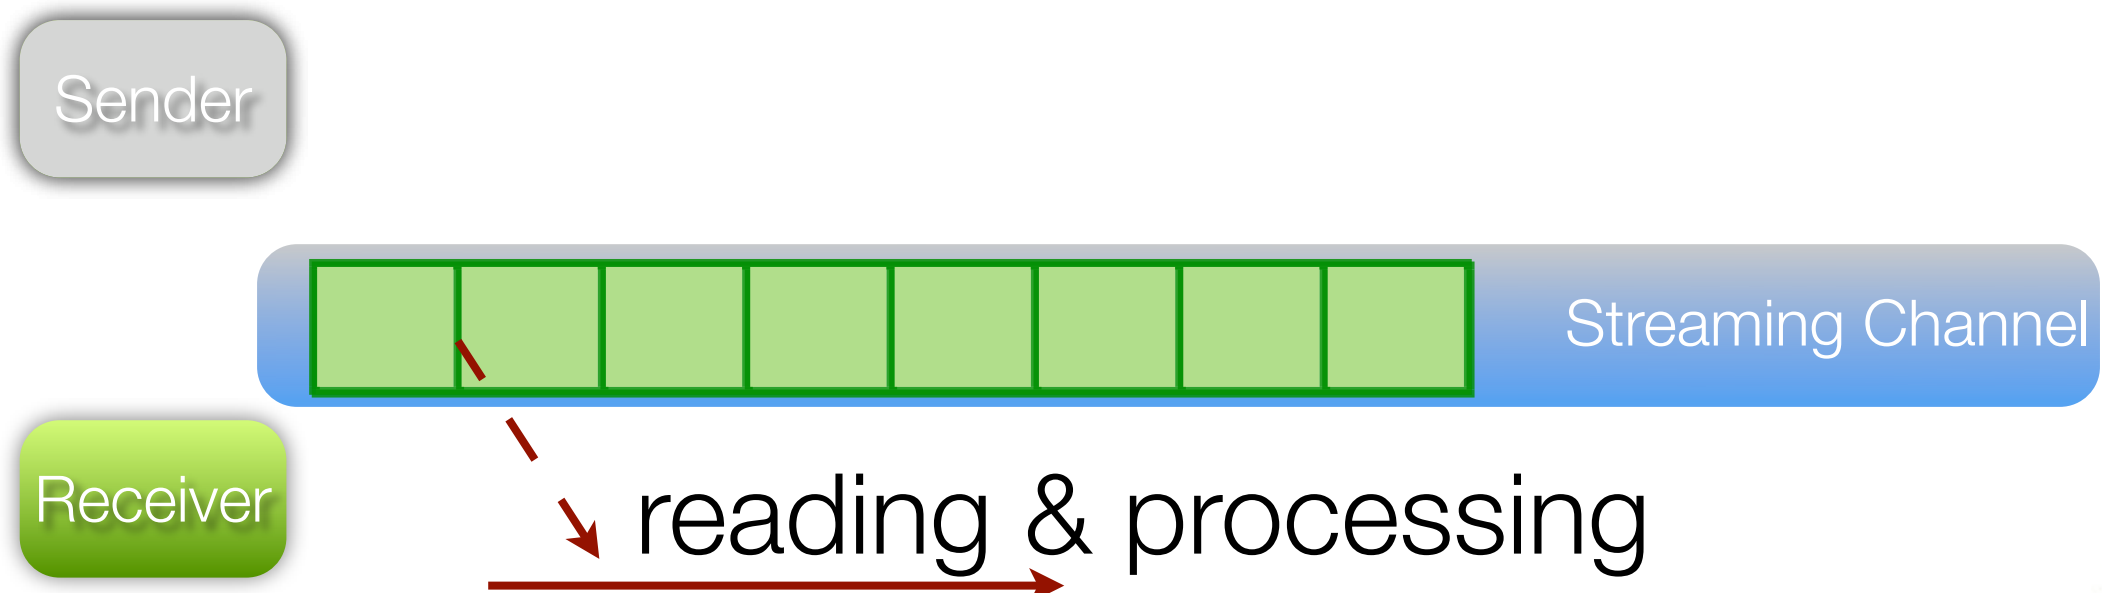 Sender
Streaming Channel
Receiver
reading & processing